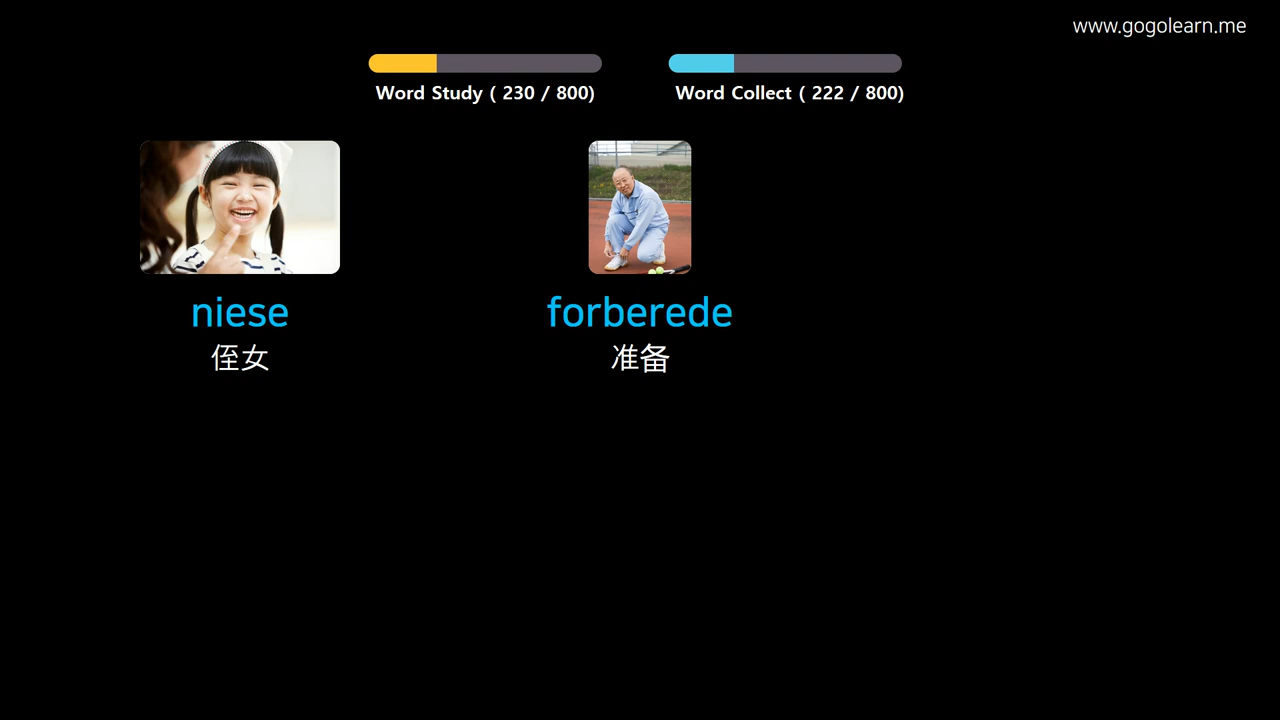 www.gogolearn.me
Word Study ( 230 / 800)
Word Collect ( 222 / 800)
niese
侄女
forberede
准备